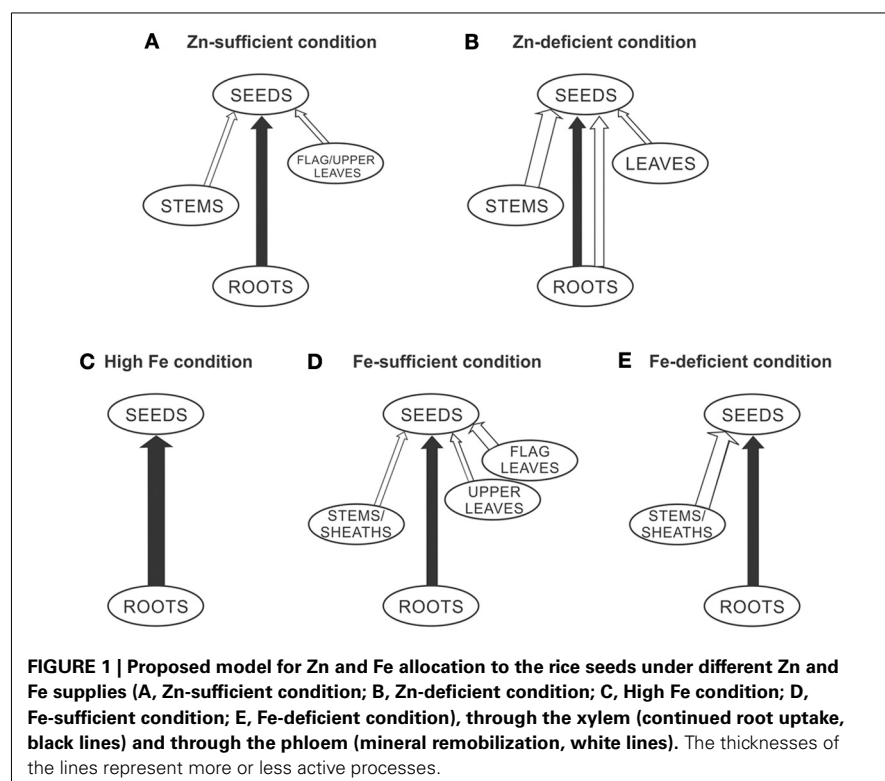 A Zn-sufficient condition
SEEDS
FLAG/UPPER
LEAVES
STEMS
ROOTS
B Zn-deficient condition
SEEDS
LEAVES
STEMS
ROOTS
C High Fe condition
SEEDS
ROOTS
D Fe-sufficient condition
SEEDS
FLAG
LEAVES
UPPER
LEAVES
STEMS/
SHEATHS
ROOTS
E Fe-deficient condition
SEEDS
STEMS/
SHEATHS
ROOTS
FIGURE 1 | Proposed model for Zn and Fe allocation to the rice seeds under different Zn and
Fe supplies (A, Zn-sufficient condition; B, Zn-deficient condition; C, High Fe condition; D,
Fe-sufficient condition; E, Fe-deficient condition), through the xylem (continued root uptake,
black lines) and through the phloem (mineral remobilization, white lines). The thicknesses of
the lines represent more or less active processes.